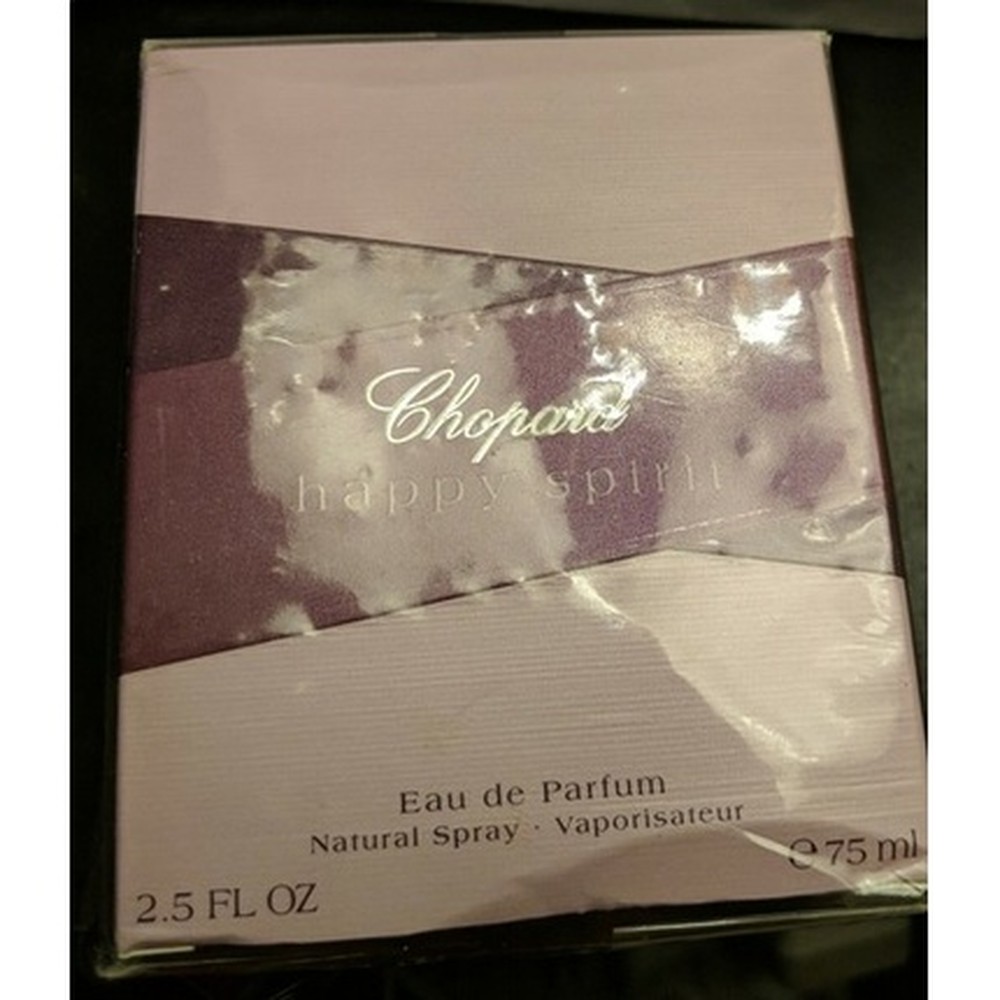 Chopard
happy spirit
Eau de Parfum
Natural Spray · Vaporisateur
℮ 75 ml
2.5 FL OZ